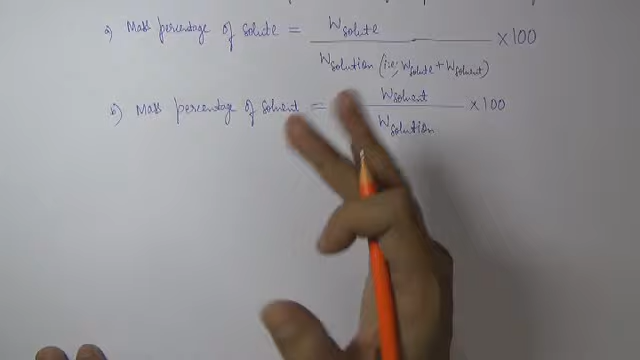 a) Mass percentage of solute = W solute / W solution (i.e; W solute + W solvent) × 100
b) Mass percentage of solvent = W solvent / W solution × 100